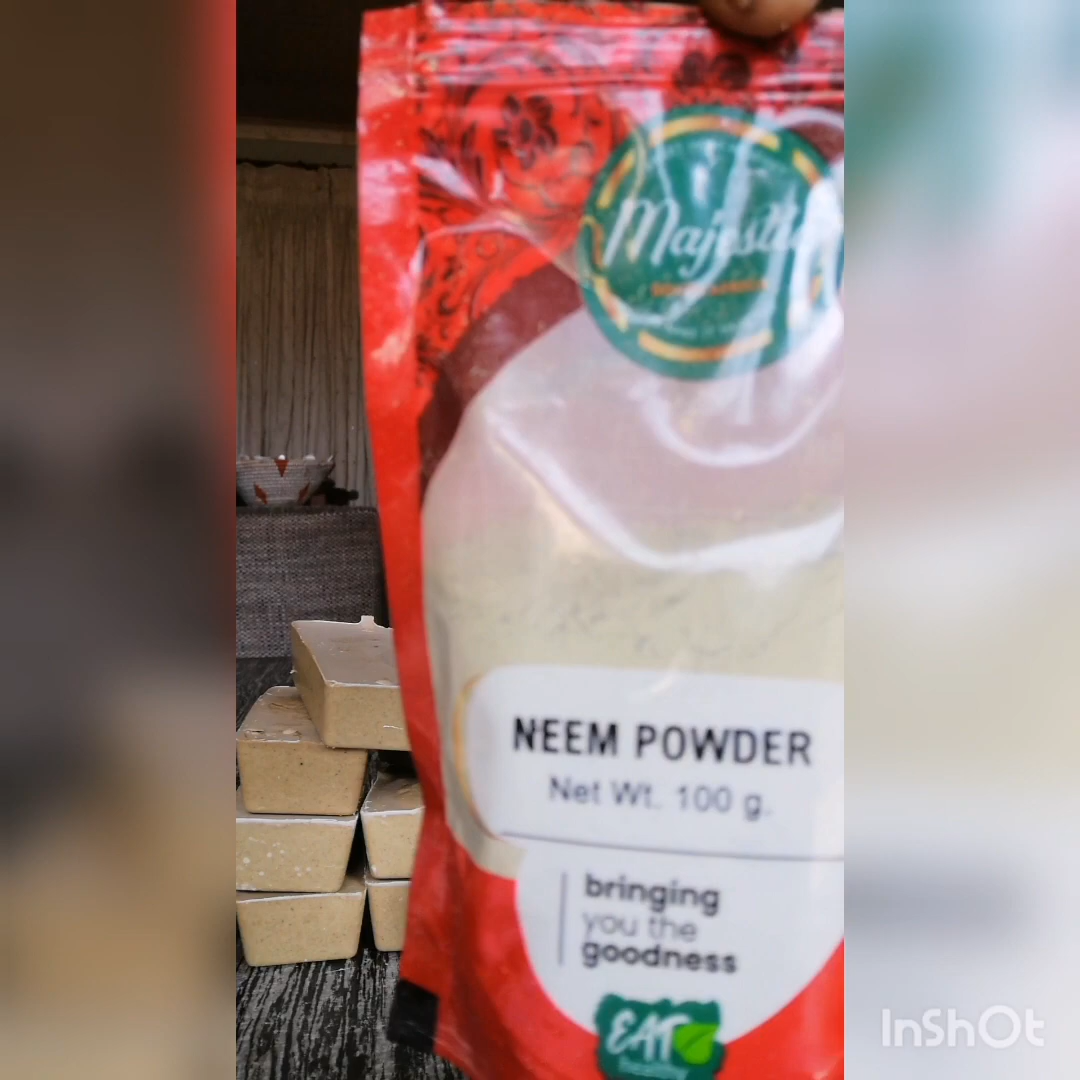 Majestic
NEEM POWDER
Net Wt. 100 g.
bringing
you the
goodness
EAT
InShOt